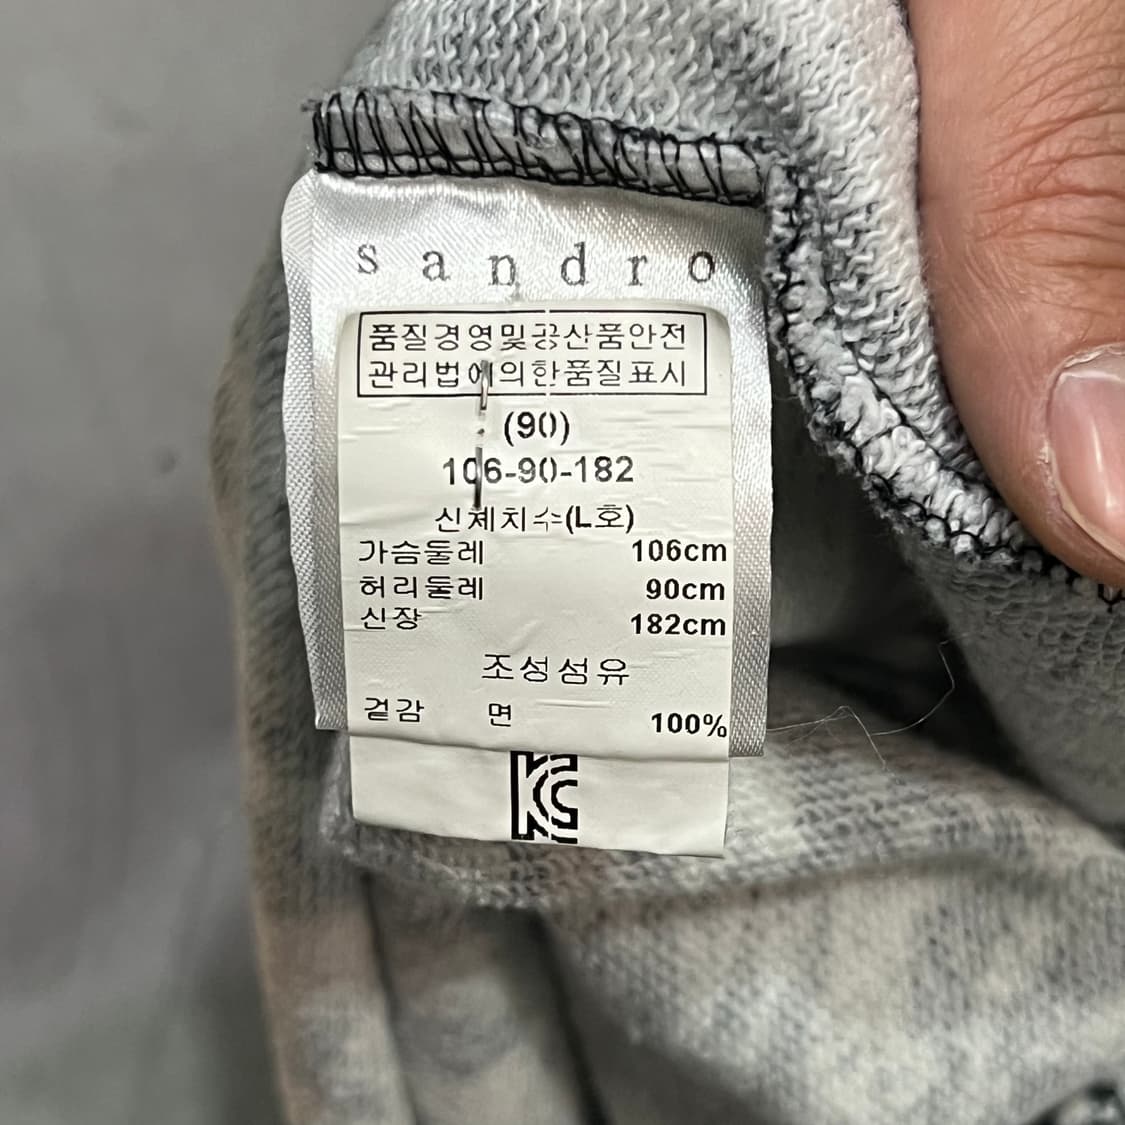 sandro
품질경영및공산품안전
관리법에의한품질표시
(90)
106-90-182
신체치수(L호)
가슴둘레 106cm
허리둘레 90cm
신장 182cm
조성섬유
겉감 면 100%
KC